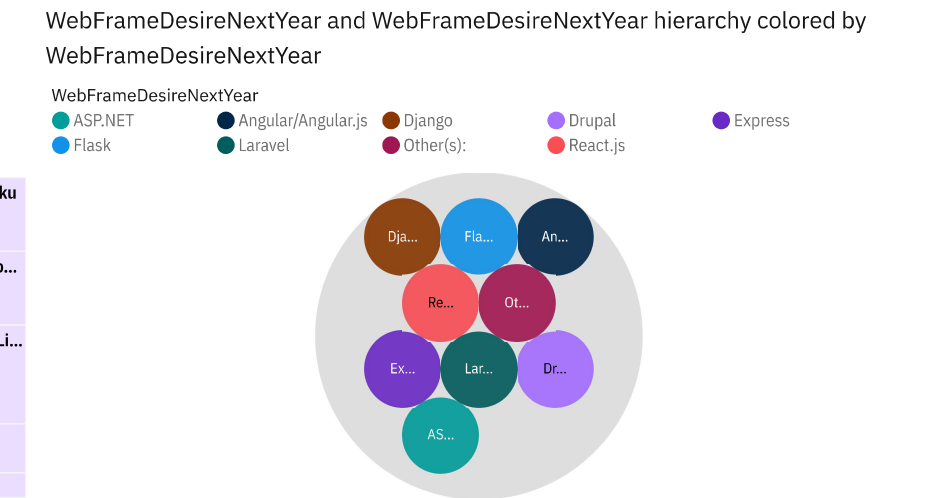 WebFrameDesireNextYear and WebFrameDesireNextYear hierarchy colored by
WebFrameDesireNextYear
WebFrameDesireNextYear
ASP.NET Angular/Angular.js Django Drupal Express
Flask Laravel Other(s): React.js
ku
Dja... Fla... An...
...
Re... Ot...
Li...
Ex... Lar... Dr...
AS...